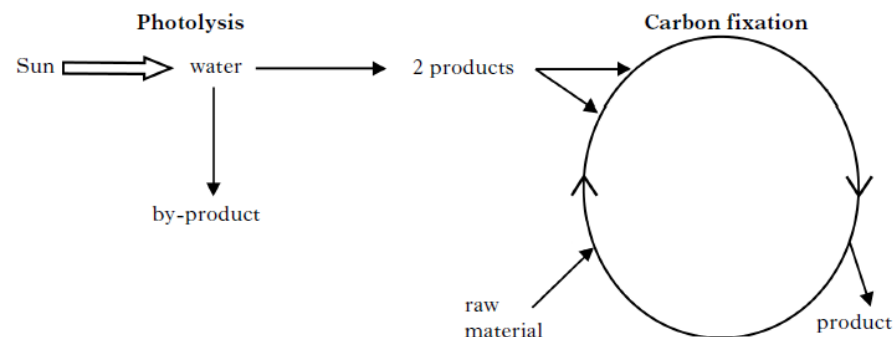 Photolysis
Carbon fixation
Sun
water
2 products
by-product
raw
material
product